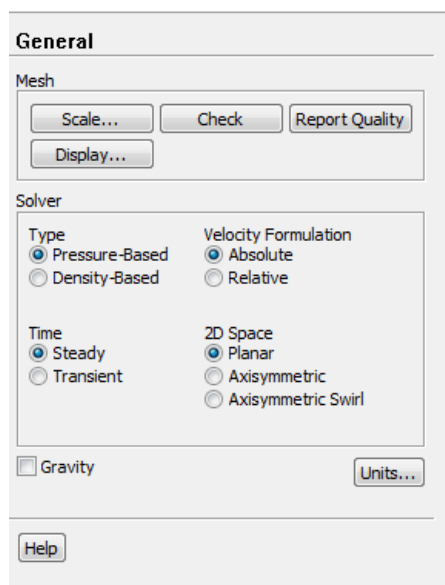 General
Mesh
Scale... Check Report Quality
Display...
Solver
Type Velocity Formulation
Pressure-Based Absolute
Density-Based Relative
Time 2D Space
Steady Planar
Transient Axisymmetric
Axisymmetric Swirl
Gravity Units...
Help